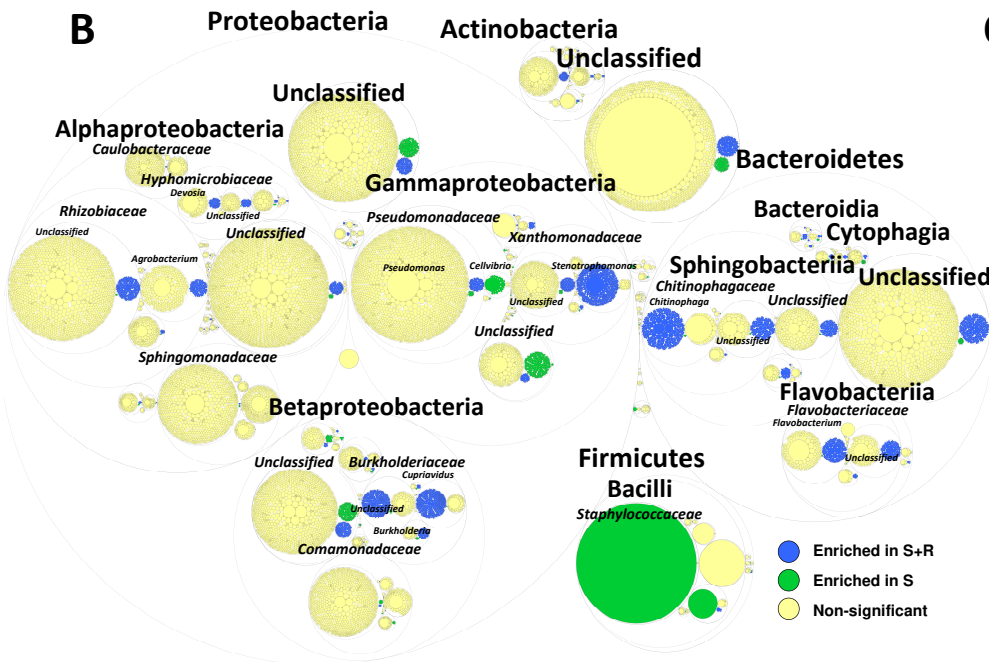 B
Proteobacteria
Actinobacteria
Unclassified
Unclassified
Alphaproteobacteria
Caulobacteraceae
Hyphomicrobiaceae
Devosia
Unclassified
Rhizobiaceae
Unclassified
Agrobacterium
Unclassified
Sphingomonadaceae
Gammaproteobacteria
Pseudomonadaceae
Xanthomonadaceae
Pseudomonas
Cellvibrio
Unclassified
Stenotrophomonas
Unclassified
Bacteroidetes
Bacteroidia
Cytophagia
Sphingobacteriia
Unclassified
Chitinophagaceae
Chitinophaga
Unclassified
Unclassified
Flavobacteriia
Flavobacteriaceae
Flavobacterium
Unclassified
Betaproteobacteria
Unclassified
Burkholderiaceae
Cupriavidus
Unclassified
Burkholderia
Comamonadaceae
Firmicutes
Bacilli
Staphylococcaceae
Enriched in S+R
Enriched in S
Non-significant